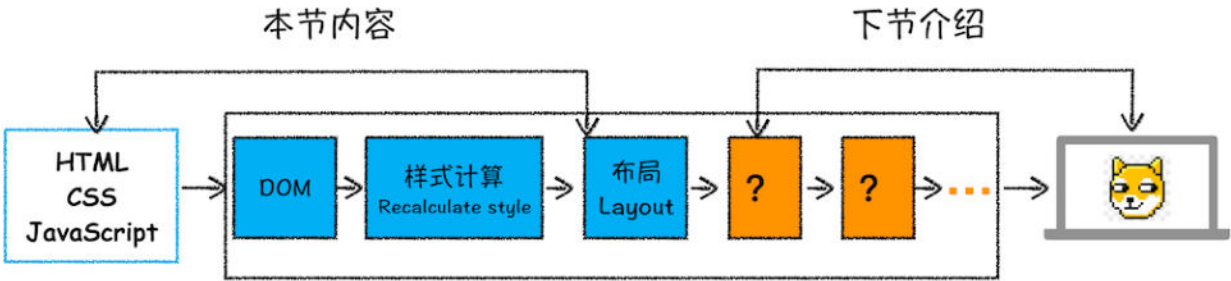 本节内容
下节介绍
HTML
CSS
JavaScript
DOM
样式计算
Recalculate style
布局
Layout
?
?